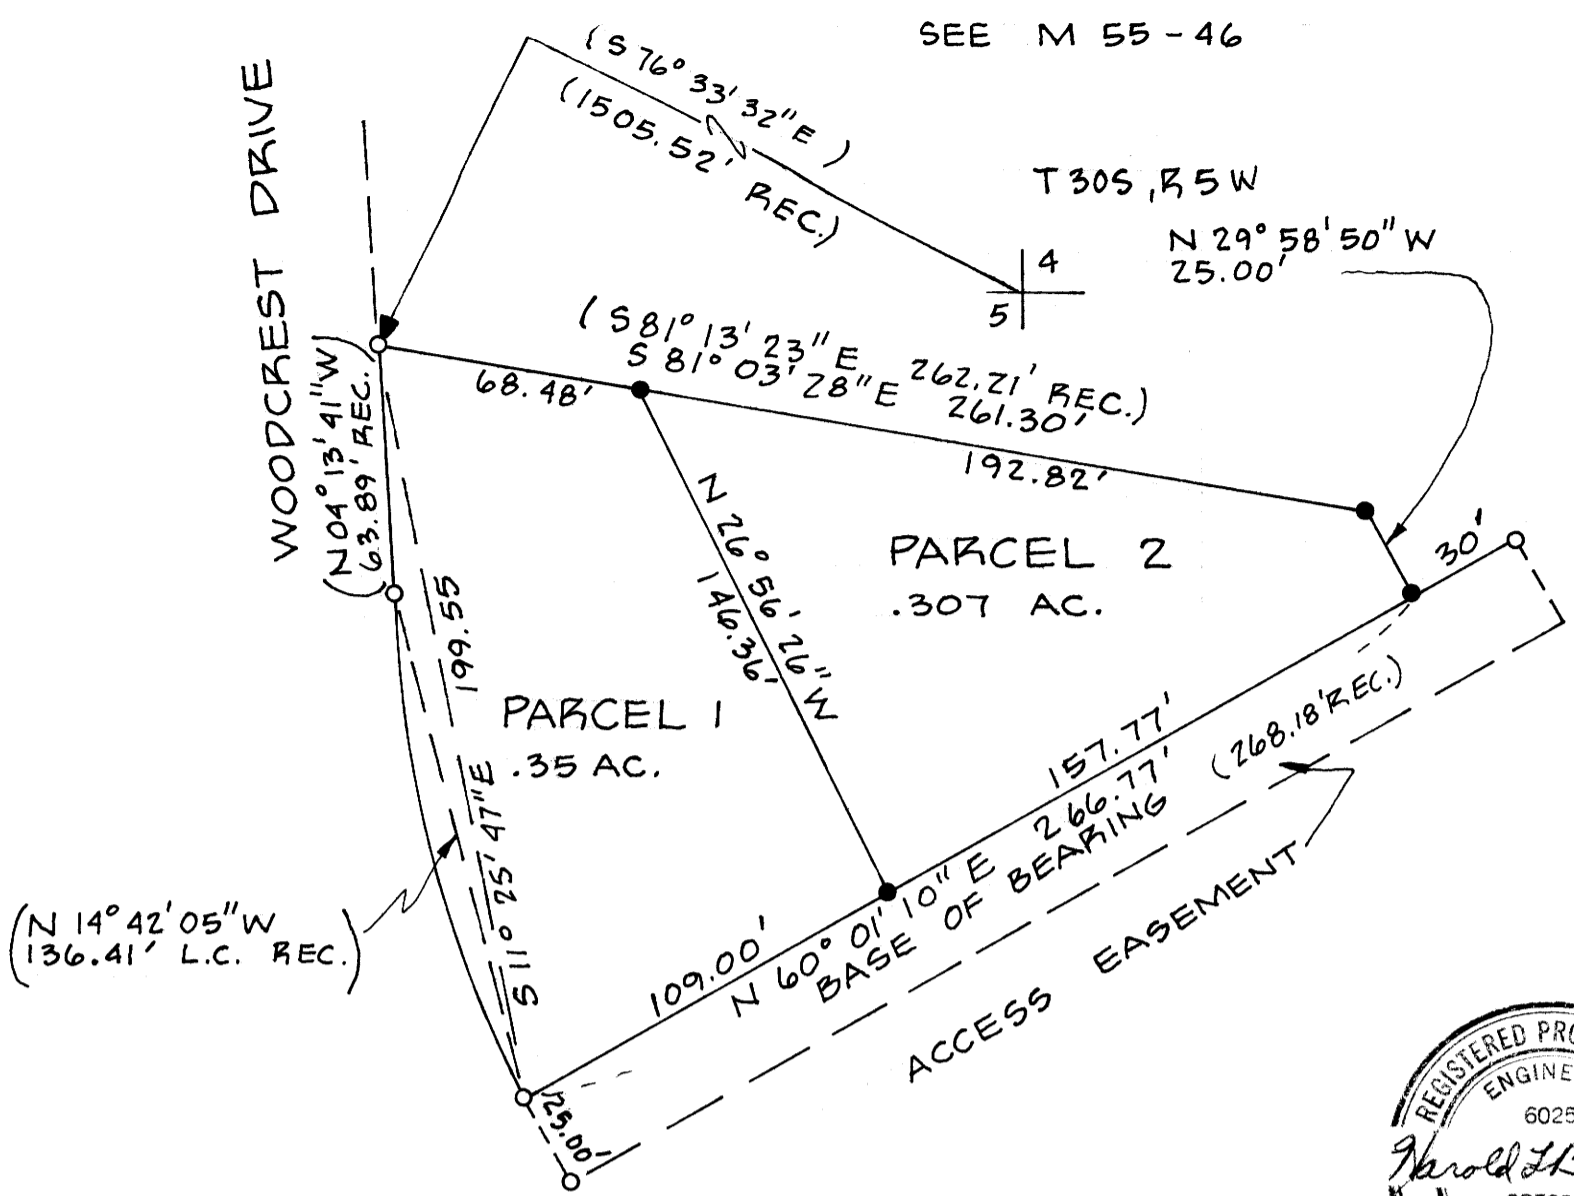 SEE M 55-46
(S 76° 33' 32" E)
(1505.52' REC.)
WOODCREST DRIVE
T 30S, R 5 W
N 29° 58' 50" W
25.00'
4
5
(S 81° 13' 23" E 262.21' REC.)
S 81° 03' 28" E 261.30'
68.48'
192.82'
(N 04° 13' 41" W
63.89' REC.)
N 26° 56' 26" W
146.36'
PARCEL 2
.307 AC.
30'
199.55
S 11° 25' 47" E
PARCEL 1
.35 AC.
157.77'
(268.18' REC.)
109.00'
N 60° 01' 10" E 266.77'
BASE OF BEARING
ACCESS EASEMENT
(N 14° 42' 05" W
136.41' L.C. REC.)
25.00'
REGISTERED PRO
ENGINE
6025
Harold L